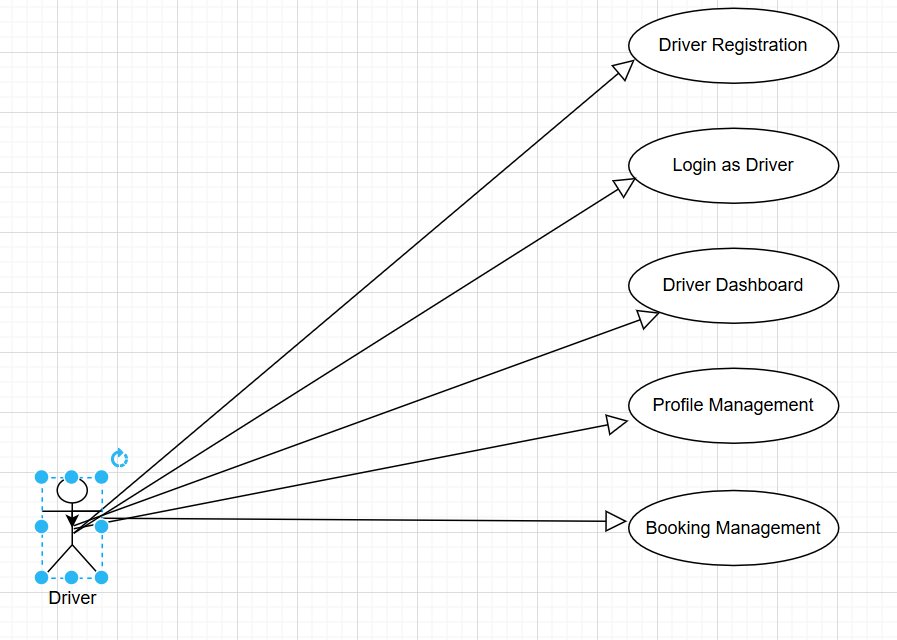 Driver Registration
Login as Driver
Driver Dashboard
Profile Management
Booking Management
Driver